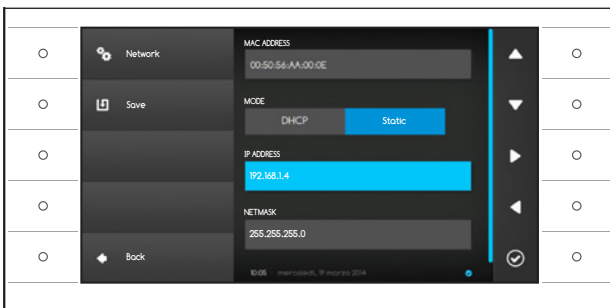 Network
Save
Back
MAC ADDRESS
00:50:56:AA:00:0E
MODE
DHCP Static
IP ADDRESS
192.168.1.4
NETMASK
255.255.255.0
10:05 mercoledì, 19 marzo 2014